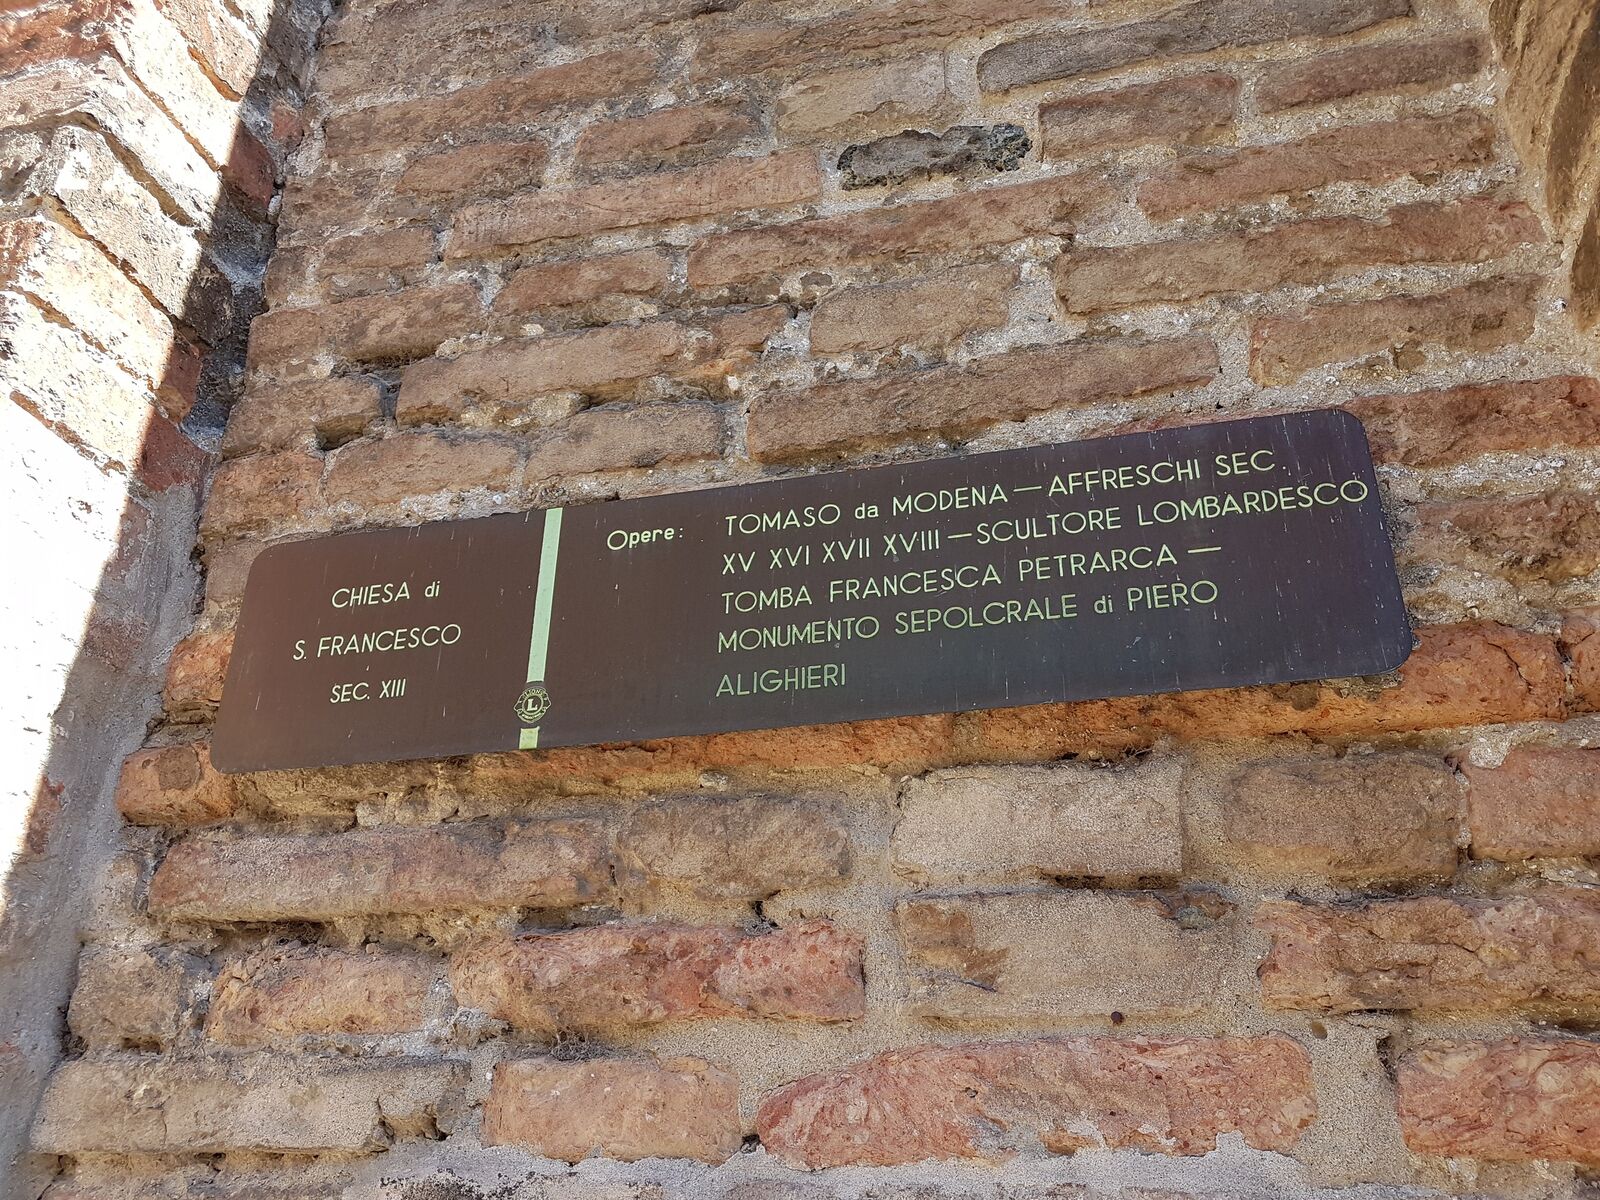 CHIESA di
S. FRANCESCO
SEC. XIII
L
Opere: TOMASO da MODENA — AFFRESCHI SEC.
XV XVI XVII XVIII — SCULTORE LOMBARDESCO
TOMBA FRANCESCA PETRARCA —
MONUMENTO SEPOLCRALE di PIERO
ALIGHIERI